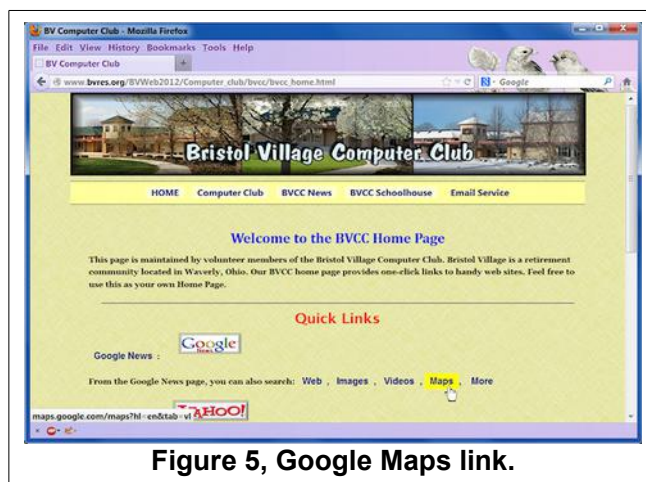 BV Computer Club - Mozilla Firefox
File Edit View History Bookmarks Tools Help
BV Computer Club +
www.bvres.org/BVWeb2012/Computer_club/bvcc/bvcc_home.html Google
Bristol Village Computer Club
HOME Computer Club BVCC News BVCC Schoolhouse Email Service
Welcome to the BVCC Home Page
This page is maintained by volunteer members of the Bristol Village Computer Club. Bristol Village is a retirement
community located in Waverly, Ohio. Our BVCC home page provides one-click links to handy web sites. Feel free to
use this as your own Home Page.
Quick Links
Google
News
Google News :
From the Google News page, you can also search: Web , Images , Videos , Maps , More
YAHOO!
maps.google.com/maps?hl=en&tab=vl
Figure 5, Google Maps link.